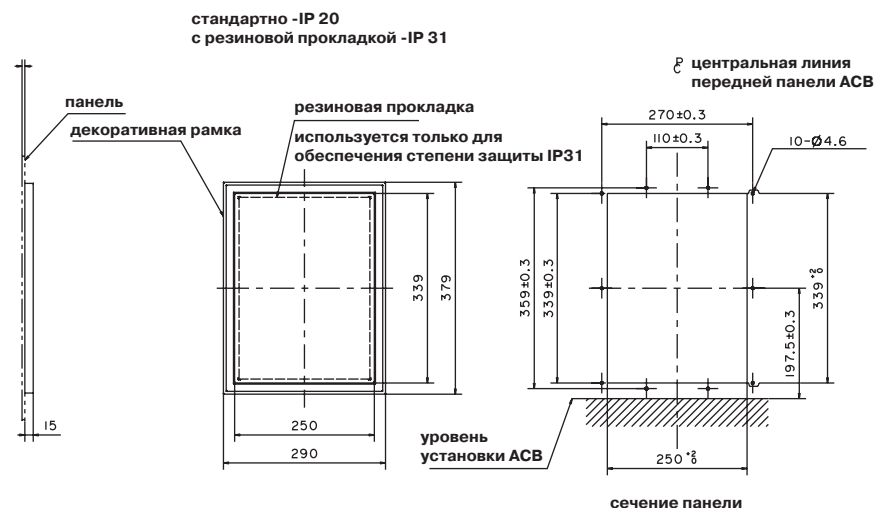 стандартно -IP 20
с резиновой прокладкой -IP 31
центральная линия
передней панели АСВ
панель
декоративная рамка
резиновая прокладка
используется только для
обеспечения степени защиты IP31
270±0.3
110±0.3
10-Ø4.6
339
379
359±0.3
339±0.3
339 +2 0
197.5±0.3
15
250
290
уровень
установки АСВ
250 +2 0
сечение панели